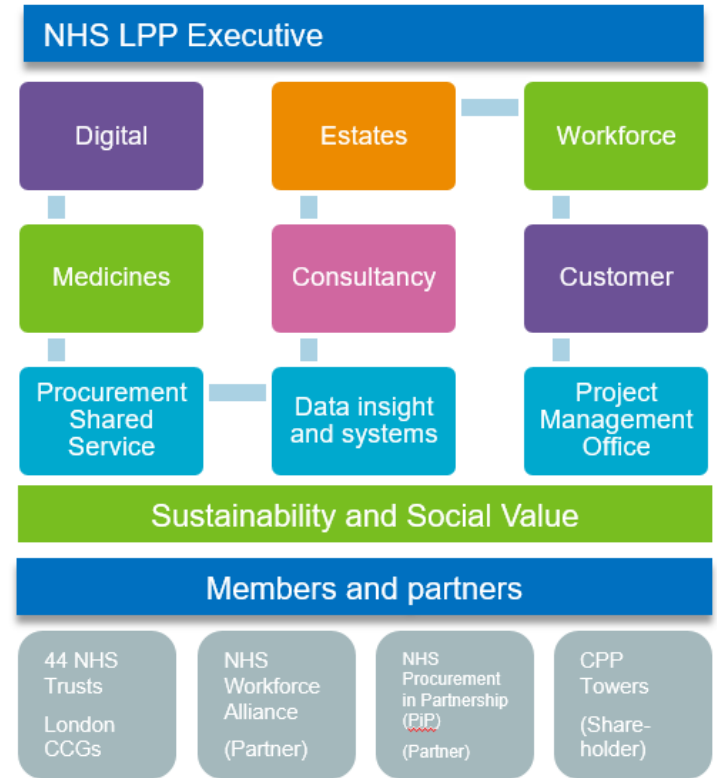 NHS LPP Executive
Digital
Estates
Workforce
Medicines
Consultancy
Customer
Procurement
Shared
Service
Data insight
and systems
Project
Management
Office
Sustainability and Social Value
Members and partners
44 NHS
Trusts
London
CCGs
NHS
Workforce
Alliance
(Partner)
NHS
Procurement
in Partnership
(PiP)
(Partner)
CPP
Towers
(Share-
holder)